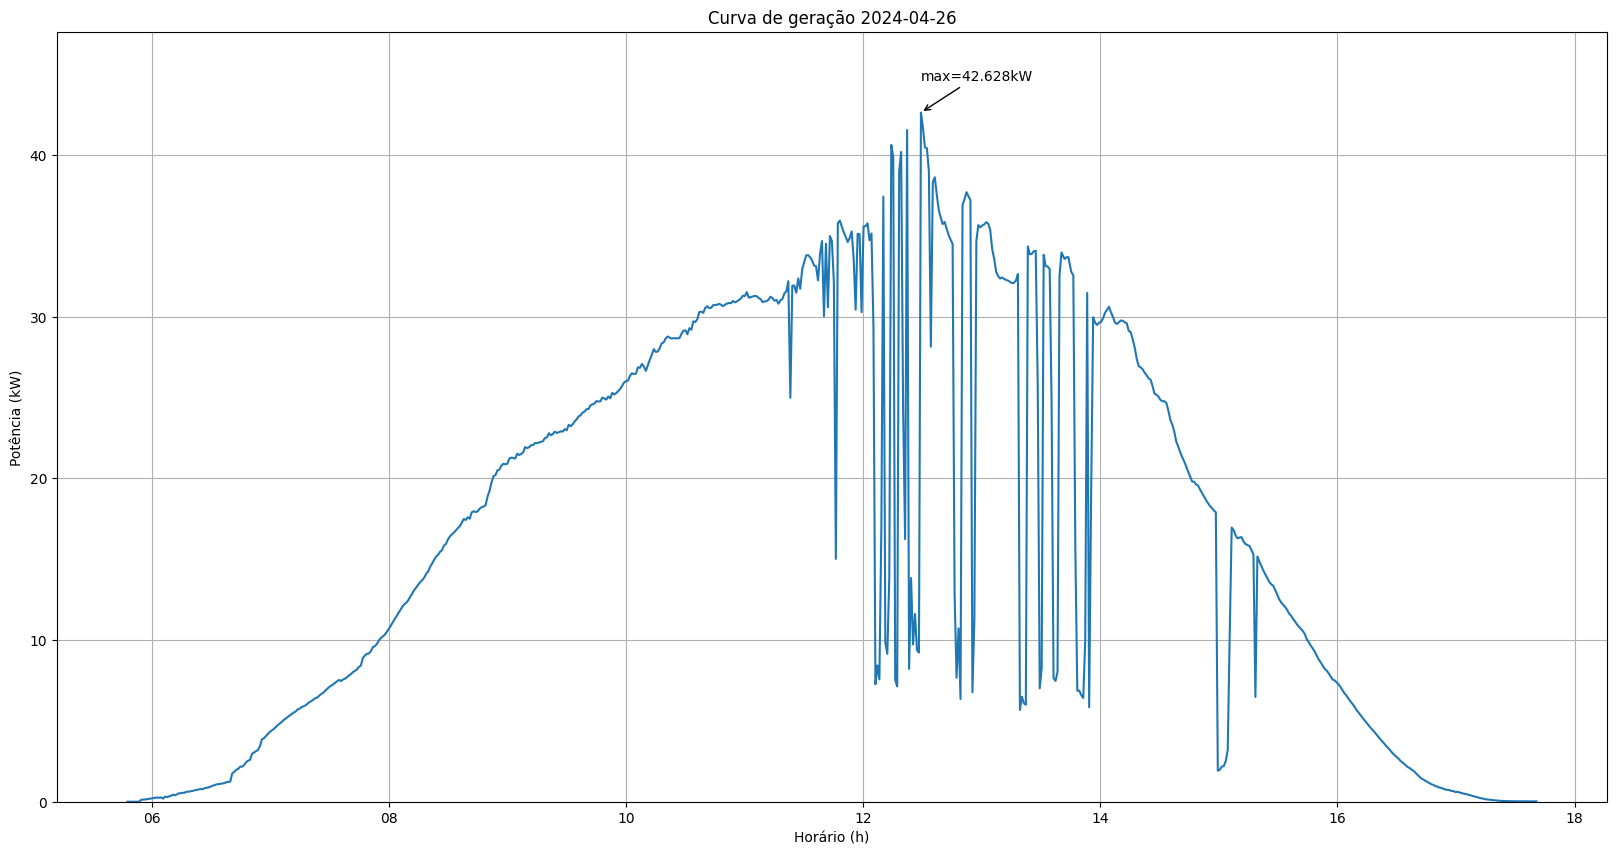 Curva de geração 2024-04-26
max=42.628kW
Potência (kW)
40
30
20
10
0
06 08 10 12 14 16 18
Horário (h)